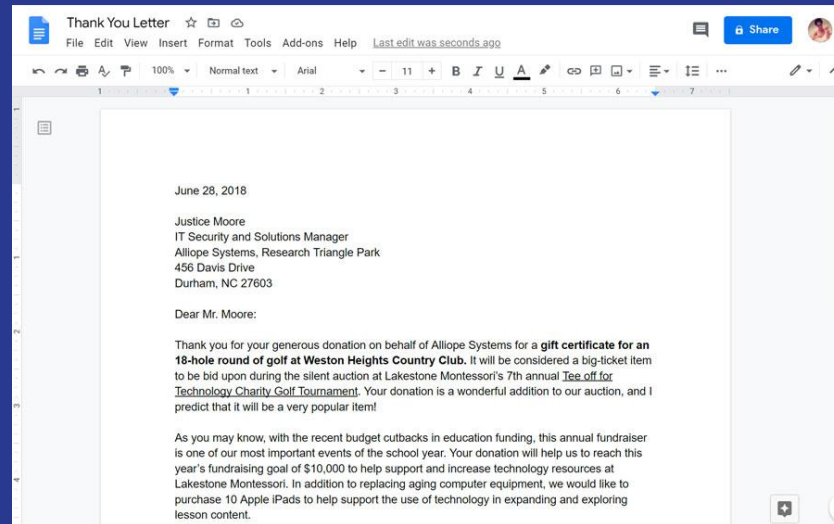 Thank You Letter
File Edit View Insert Format Tools Add-ons Help Last edit was seconds ago
Share
100% Normal text Arial - 11 + B I U A
1 1 2 3 4 5 6 7
June 28, 2018
Justice Moore
IT Security and Solutions Manager
Alliope Systems, Research Triangle Park
456 Davis Drive
Durham, NC 27603
Dear Mr. Moore:
Thank you for your generous donation on behalf of Alliope Systems for a gift certificate for an
18-hole round of golf at Weston Heights Country Club. It will be considered a big-ticket item
to be bid upon during the silent auction at Lakestone Montessori's 7th annual Tee off for
Technology Charity Golf Tournament. Your donation is a wonderful addition to our auction, and I
predict that it will be a very popular item!
As you may know, with the recent budget cutbacks in education funding, this annual fundraiser
is one of our most important events of the school year. Your donation will help us to reach this
year's fundraising goal of $10,000 to help support and increase technology resources at
Lakestone Montessori. In addition to replacing aging computer equipment, we would like to
purchase 10 Apple iPads to help support the use of technology in expanding and exploring
lesson content.